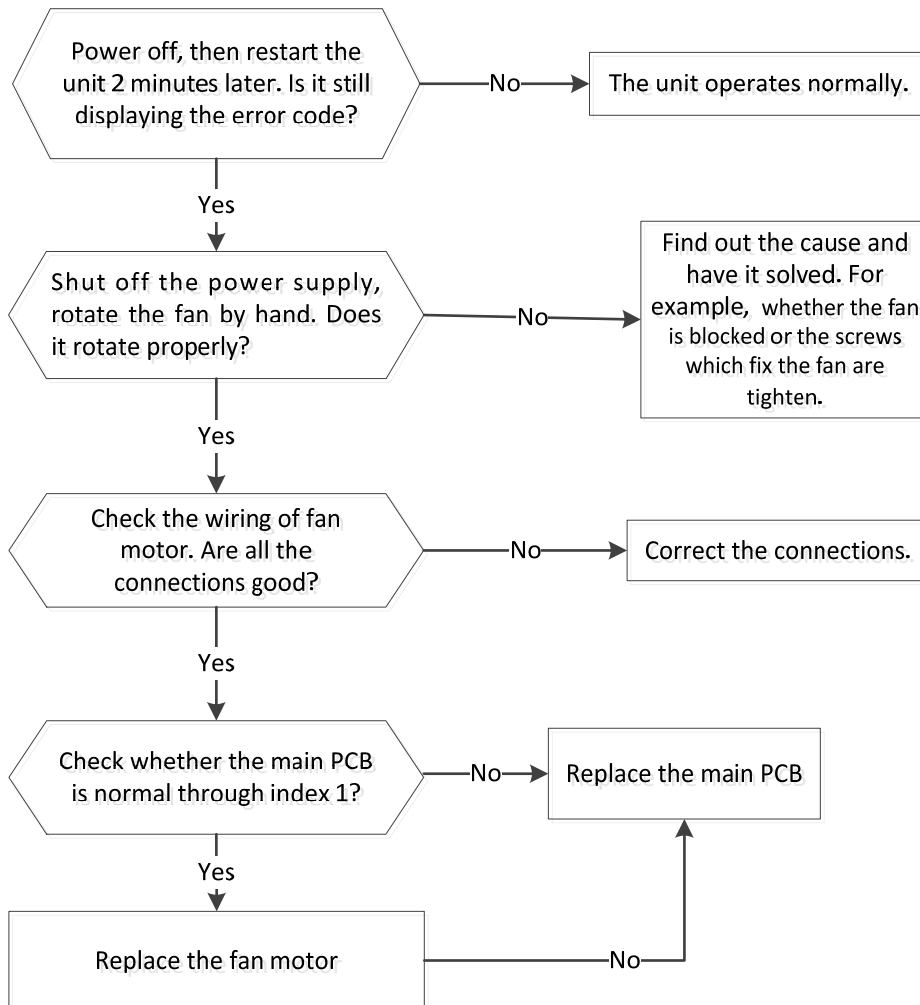 Power off, then restart the
unit 2 minutes later. Is it still
displaying the error code?
No
The unit operates normally.
Yes
Shut off the power supply,
rotate the fan by hand. Does
it rotate properly?
No
Find out the cause and
have it solved. For
example, whether the fan
is blocked or the screws
which fix the fan are
tighten.
Yes
Check the wiring of fan
motor. Are all the
connections good?
No
Correct the connections.
Yes
Check whether the main PCB
is normal through index 1?
No
Replace the main PCB
Yes
Replace the fan motor
No